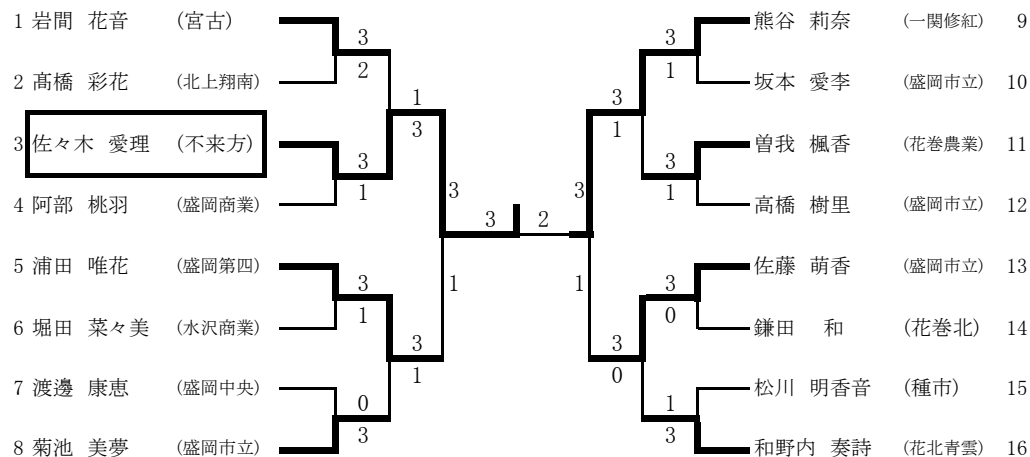 1 岩間 花音 (宮古)
3
2
2 髙橋 彩花 (北上翔南)
1
3
3 佐々木 愛理 (不来方)
3
1
4 阿部 桃羽 (盛岡商業)
3
3
2
5 浦田 唯花 (盛岡第四)
3
1
1
6 堀田 菜々美 (水沢商業)
3
1
7 渡邊 康恵 (盛岡中央)
0
3
8 菊池 美夢 (盛岡市立)
熊谷 莉奈 (一関修紅) 9
3
1
坂本 愛李 (盛岡市立) 10
3
1
曽我 楓香 (花巻農業) 11
3
1
高橋 樹里 (盛岡市立) 12
3
佐藤 萌香 (盛岡市立) 13
1
3
0
鎌田 和 (花巻北) 14
3
0
松川 明香音 (種市) 15
1
3
和野内 奏詩 (花北青雲) 16